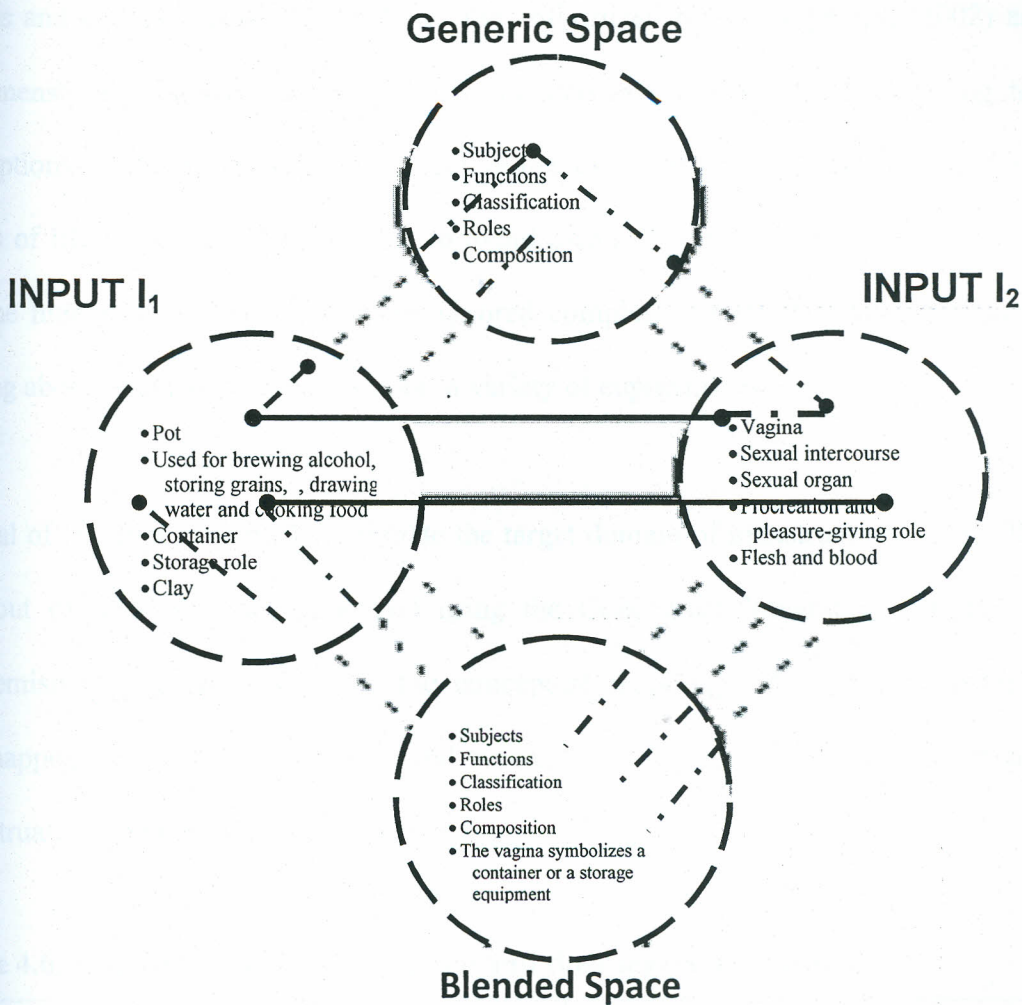 Generic Space
• Subject
• Functions
• Classification
• Roles
• Composition
INPUT I₁
INPUT I₂
• Pot
• Used for brewing alcohol,
storing grains, , drawing
water and cooking food
• Container
• Storage role
• Clay
• Vagina
• Sexual intercourse
• Sexual organ
• Procreation and
pleasure-giving role
• Flesh and blood
• Subjects
• Functions
• Classification
• Roles
• Composition
• The vagina symbolizes a
container or a storage
equipment
Blended Space